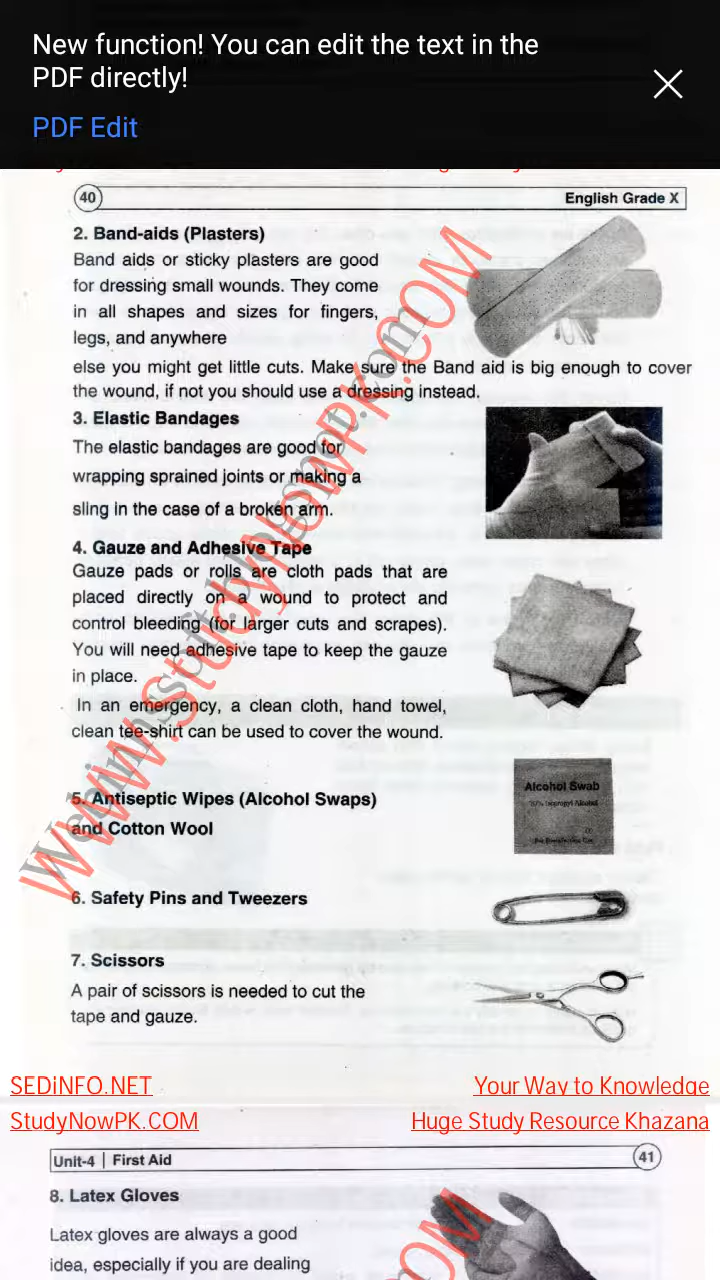 New function! You can edit the text in the
PDF directly!
PDF Edit
40
English Grade X
2. Band-aids (Plasters)
Band aids or sticky plasters are good
for dressing small wounds. They come
in all shapes and sizes for fingers,
legs, and anywhere
else you might get little cuts. Make sure the Band aid is big enough to cover
the wound, if not you should use a dressing instead.
3. Elastic Bandages
The elastic bandages are good for
wrapping sprained joints or making a
sling in the case of a broken arm.
4. Gauze and Adhesive Tape
Gauze pads or rolls are cloth pads that are
placed directly on a wound to protect and
control bleeding (for larger cuts and scrapes).
You will need adhesive tape to keep the gauze
in place.
In an emergency, a clean cloth, hand towel,
clean tee-shirt can be used to cover the wound.
5. Antiseptic Wipes (Alcohol Swaps)
and Cotton Wool
Alcohol Swab
Isopropyl Alcohol
6. Safety Pins and Tweezers
7. Scissors
A pair of scissors is needed to cut the
tape and gauze.
WWW.StudyNowPK.COM
SEDiNFO.NET
Your Way to Knowledge
StudyNowPK.COM
Huge Study Resource Khazana
Unit-4 | First Aid
41
8. Latex Gloves
Latex gloves are always a good
idea, especially if you are dealing